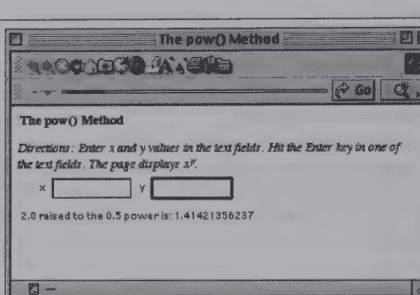 The pow() Method
Go
The pow() Method
Directions: Enter x and y values in the text fields. Hit the Enter key in one of
the text fields. The page displays xʸ.
x y
2.0 raised to the 0.5 power is: 1.41421356237